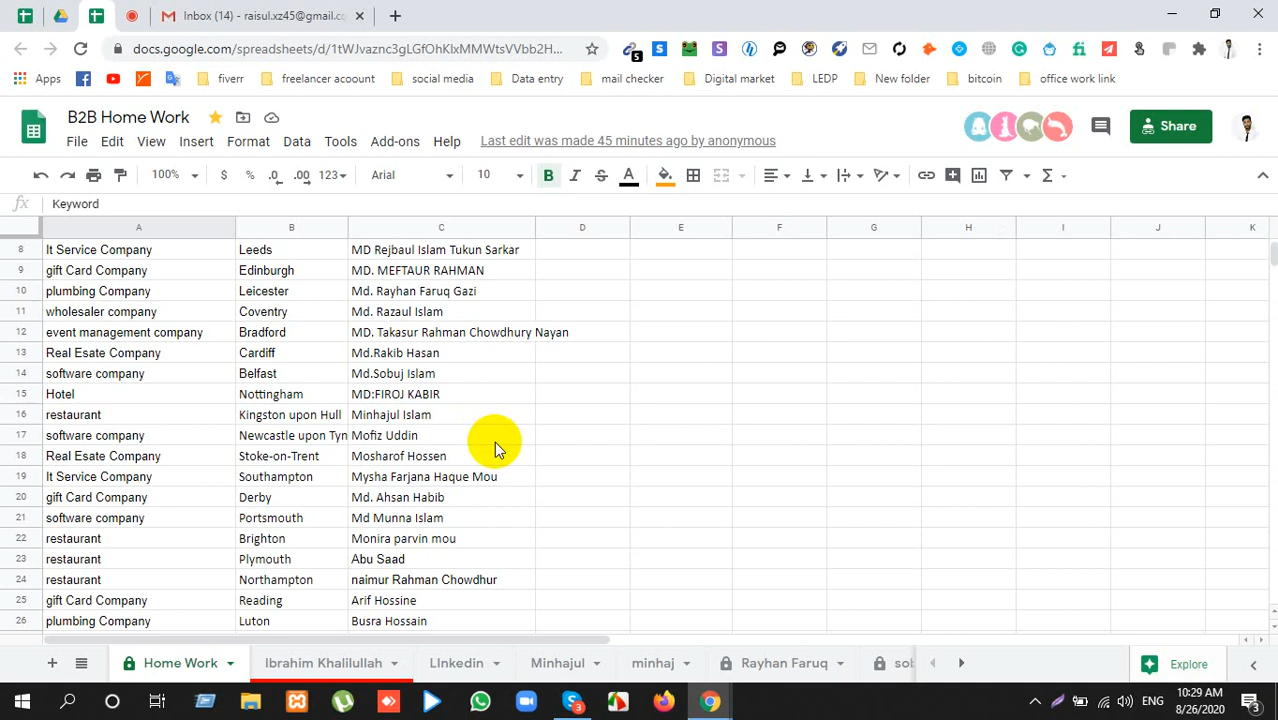 Inbox (14) - raisul.xz45@gmail.co
docs.google.com/spreadsheets/d/1tWJvaznc3gLGfOhKlxMMWtsVVbb2H...
5
Apps
fiverr
freelancer acoount
social media
Data entry
mail checker
Digital market
LEDP
New folder
bitcoin
office work link
B2B Home Work
File Edit View Insert Format Data Tools Add-ons Help Last edit was made 45 minutes ago by anonymous
Share
100% $ % .0 .00 123 Arial 10 B I S A
fx Keyword
A B C D E F G H I J K
8 It Service Company Leeds MD Rejbaul Islam Tukun Sarkar
9 gift Card Company Edinburgh MD. MEFTAUR RAHMAN
10 plumbing Company Leicester Md. Rayhan Faruq Gazi
11 wholesaler company Coventry Md. Razaul Islam
12 event management company Bradford MD. Takasur Rahman Chowdhury Nayan
13 Real Esate Company Cardiff Md.Rakib Hasan
14 software company Belfast Md.Sobuj Islam
15 Hotel Nottingham MD:FIROJ KABIR
16 restaurant Kingston upon Hull Minhajul Islam
17 software company Newcastle upon Tyn Mofiz Uddin
18 Real Esate Company Stoke-on-Trent Mosharof Hossen
19 It Service Company Southampton Mysha Farjana Haque Mou
20 gift Card Company Derby Md. Ahsan Habib
21 software company Portsmouth Md Munna Islam
22 restaurant Brighton Monira parvin mou
23 restaurant Plymouth Abu Saad
24 restaurant Northampton naimur Rahman Chowdhur
25 gift Card Company Reading Arif Hossine
26 plumbing Company Luton Busra Hossain
Home Work Ibrahim Khalilullah LInkedin Minhajul minhaj Rayhan Faruq sob Explore
3
ENG
10:29 AM
8/26/2020
3